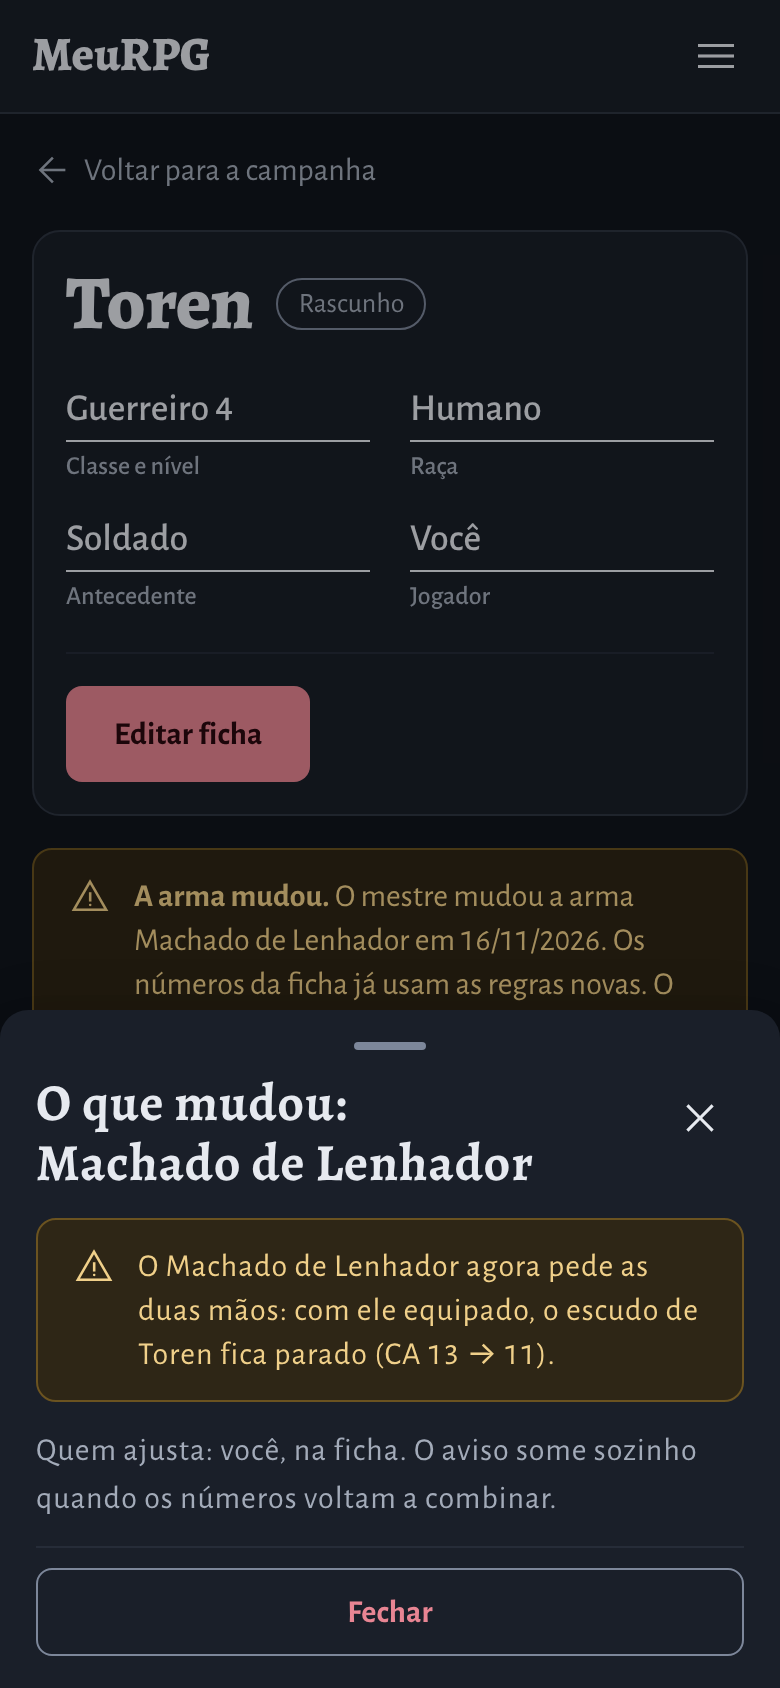 MeuRPG
Voltar para a campanha
Toren
Rascunho
Guerreiro 4
Classe e nível
Humano
Raça
Soldado
Antecedente
Você
Jogador
Editar ficha
A arma mudou. O mestre mudou a arma
Machado de Lenhador em 16/11/2026. Os
números da ficha já usam as regras novas. O
O que mudou:
Machado de Lenhador
O Machado de Lenhador agora pede as
duas mãos: com ele equipado, o escudo de
Toren fica parado (CA 13 → 11).
Quem ajusta: você, na ficha. O aviso some sozinho
quando os números voltam a combinar.
Fechar